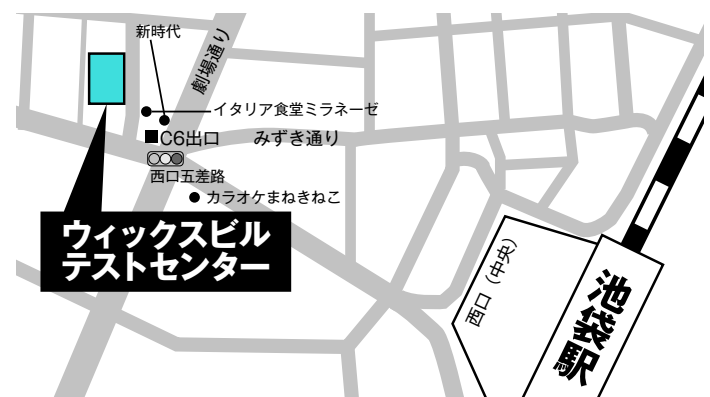 新時代
劇場通り
イタリア食堂ミラネーゼ
C6出口
みずき通り
西口五差路
カラオケまねきねこ
ウィックスビル
テストセンター
西口（中央）
池袋駅